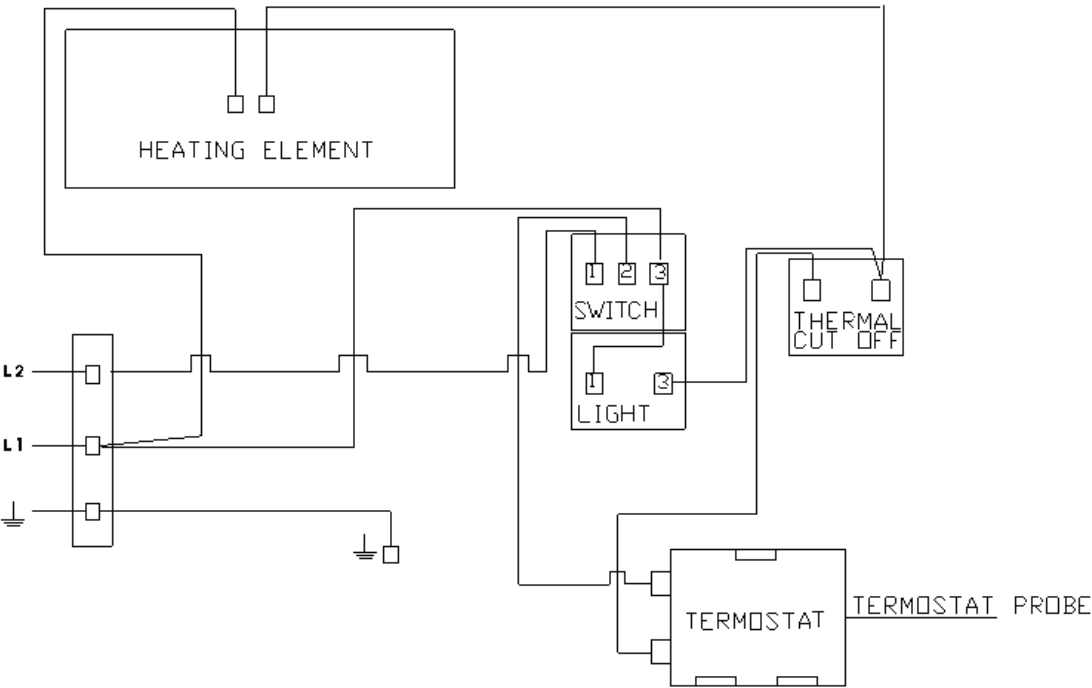 HEATING ELEMENT
1 2 3
SWITCH
THERMAL
CUT OFF
L2
1 3
LIGHT
L1
TERMOSTAT PROBE
TERMOSTAT